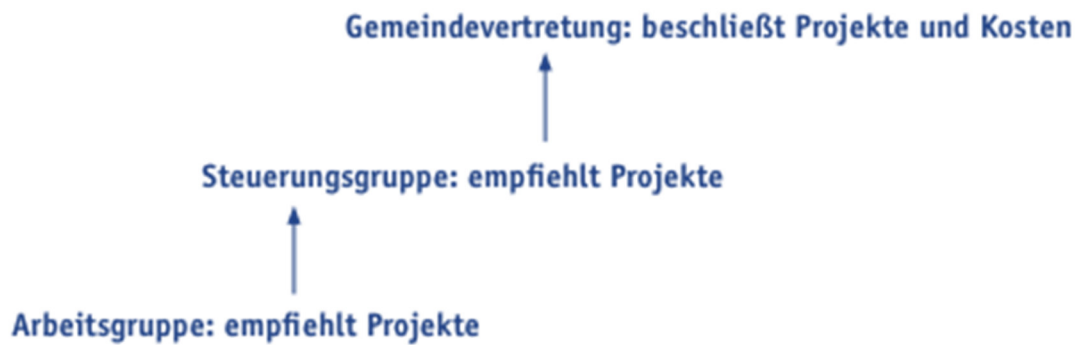 Gemeindevertretung: beschließt Projekte und Kosten
Steuerungsgruppe: empfiehlt Projekte
Arbeitsgruppe: empfiehlt Projekte